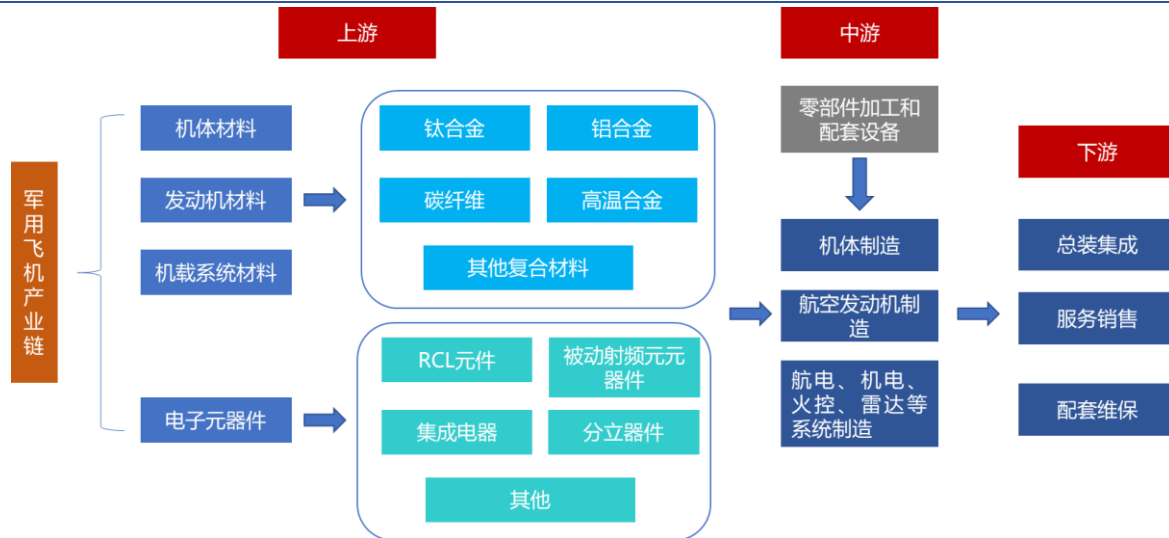 上游
中游
下游
军
用
飞
机
产
业
链
机体材料
发动机材料
机载系统材料
电子元器件
钛合金
铝合金
碳纤维
高温合金
其他复合材料
RCL元件
被动射频元元
器件
集成电器
分立器件
其他
零部件加工和
配套设备
机体制造
航空发动机制
造
航电、机电、
火控、雷达等
系统制造
总装集成
服务销售
配套维保